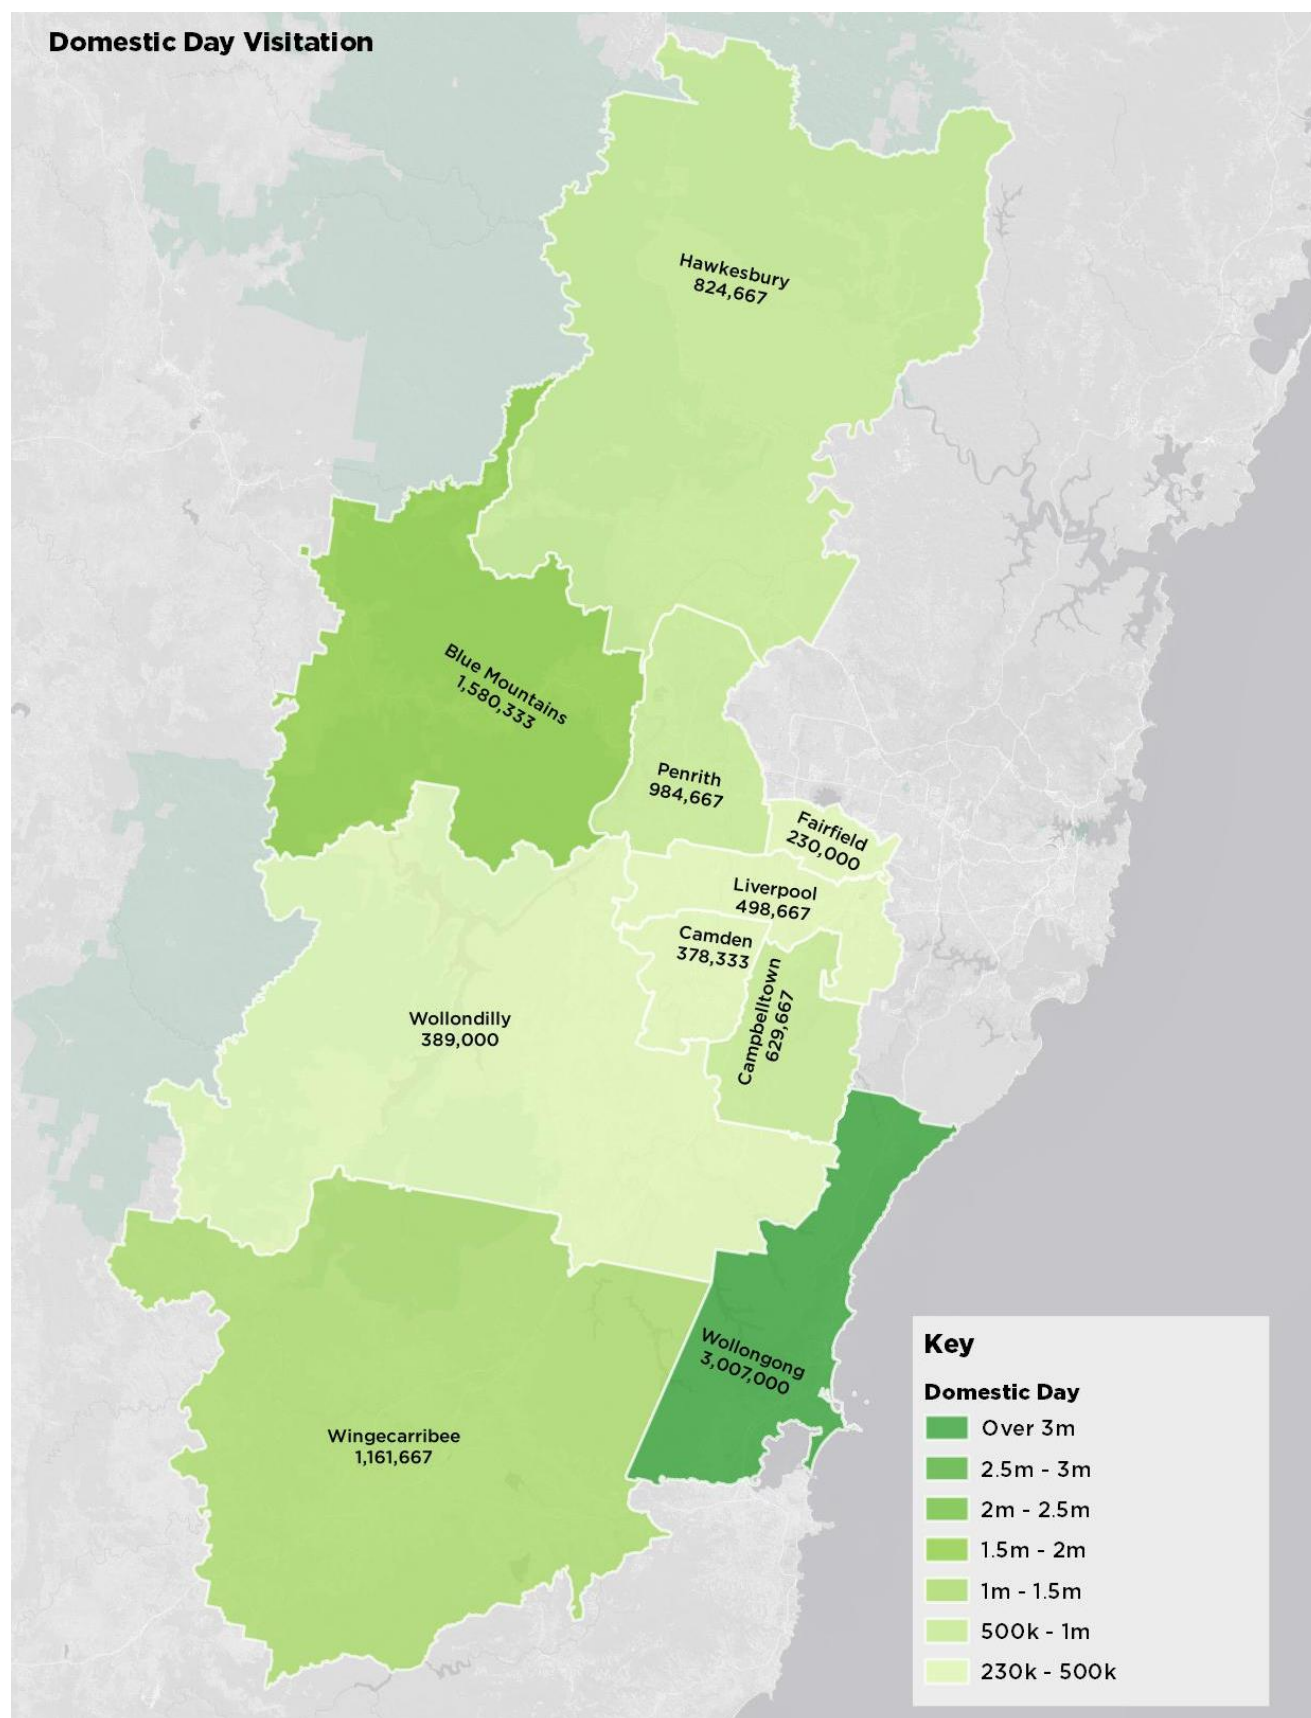 Domestic Day Visitation
Hawkesbury
824,667
Blue Mountains
1,580,333
Penrith
984,667
Fairfield
230,000
Liverpool
498,667
Camden
378,333
Campbelltown
629,667
Wollondilly
389,000
Wollongong
3,007,000
Wingecarribee
1,161,667
Key
Domestic Day
Over 3m
2.5m - 3m
2m - 2.5m
1.5m - 2m
1m - 1.5m
500k - 1m
230k - 500k